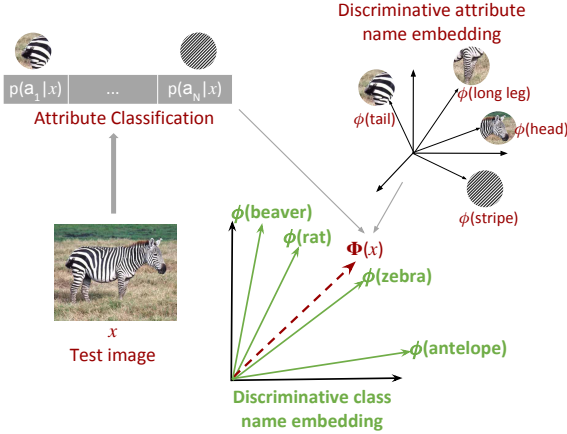 Discriminative attribute
name embedding
p(a₁|x) ... p(a_N|x)
Attribute Classification
ϕ(long leg)
ϕ(tail)
ϕ(head)
ϕ(stripe)
ϕ(beaver)
ϕ(rat)
Φ(x)
ϕ(zebra)
ϕ(antelope)
x
Test image
Discriminative class
name embedding